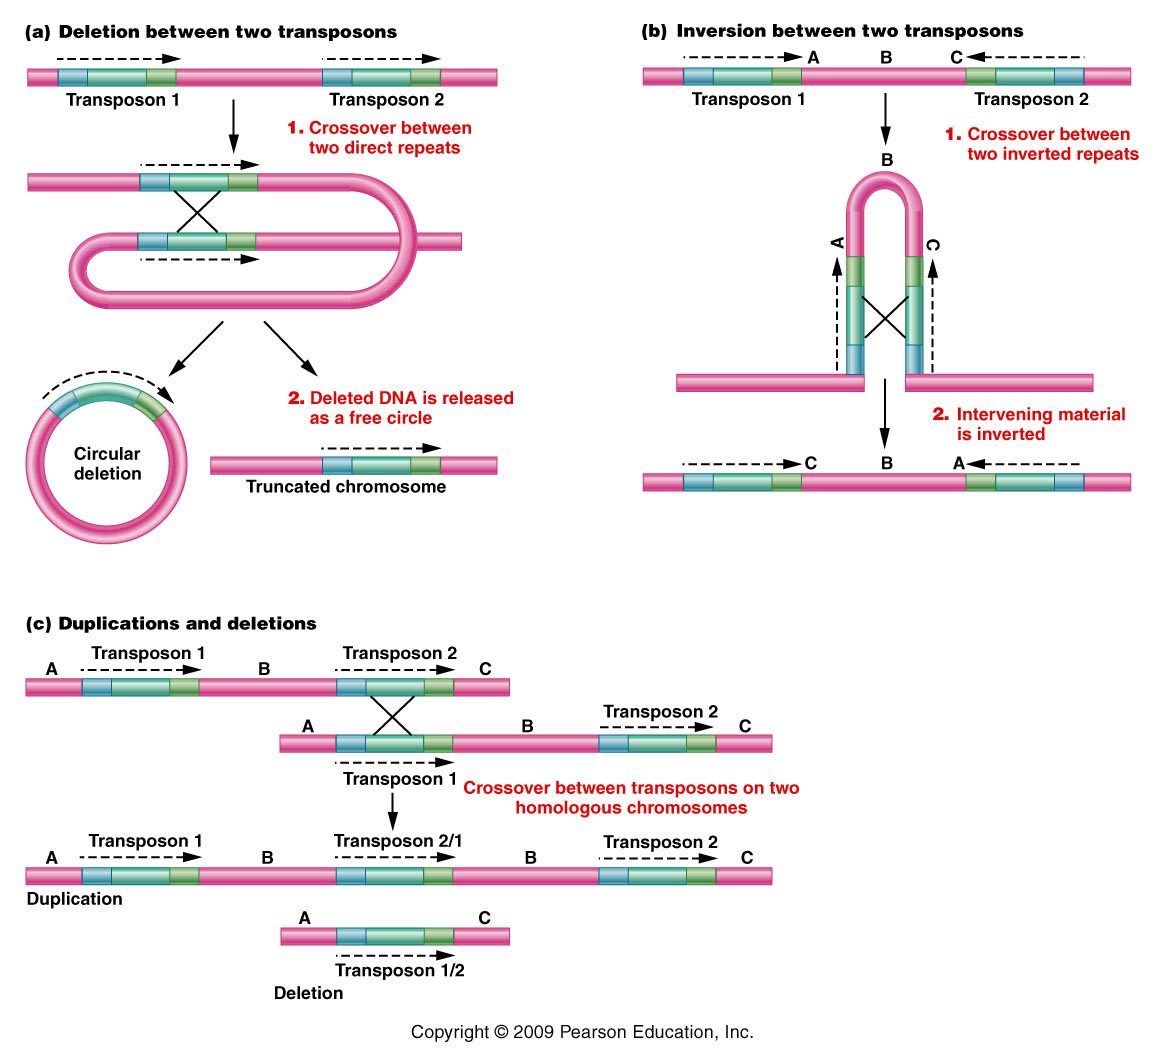 (a) Deletion between two transposons
Transposon 1
Transposon 2
1. Crossover between
two direct repeats
2. Deleted DNA is released
as a free circle
Circular
deletion
Truncated chromosome
(b) Inversion between two transposons
A B C
Transposon 1
Transposon 2
1. Crossover between
two inverted repeats
B
A
C
2. Intervening material
is inverted
C B A
(c) Duplications and deletions
Transposon 1
Transposon 2
A B C
Transposon 2
A B C
Transposon 1
Crossover between transposons on two
homologous chromosomes
Transposon 1
Transposon 2/1
Transposon 2
A B B C
Duplication
A C
Transposon 1/2
Deletion
Copyright © 2009 Pearson Education, Inc.